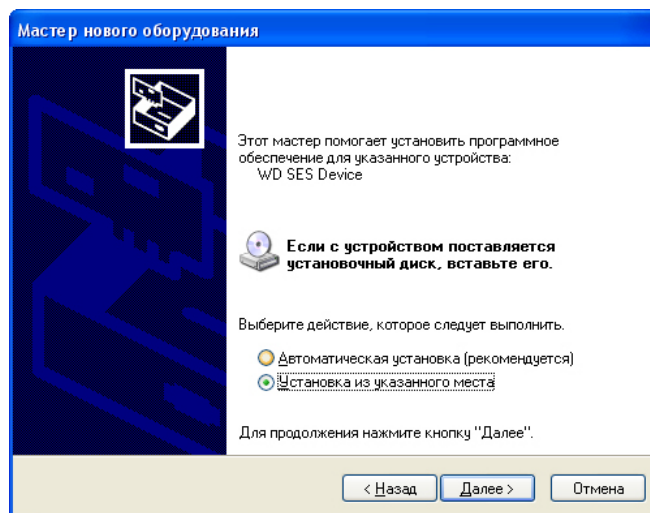 Мастер нового оборудования
Этот мастер помогает установить программное
обеспечение для указанного устройства:
WD SES Device
Если с устройством поставляется
установочный диск, вставьте его.
Выберите действие, которое следует выполнить.
Автоматическая установка (рекомендуется)
Установка из указанного места
Для продолжения нажмите кнопку "Далее".
< Назад
Далее >
Отмена